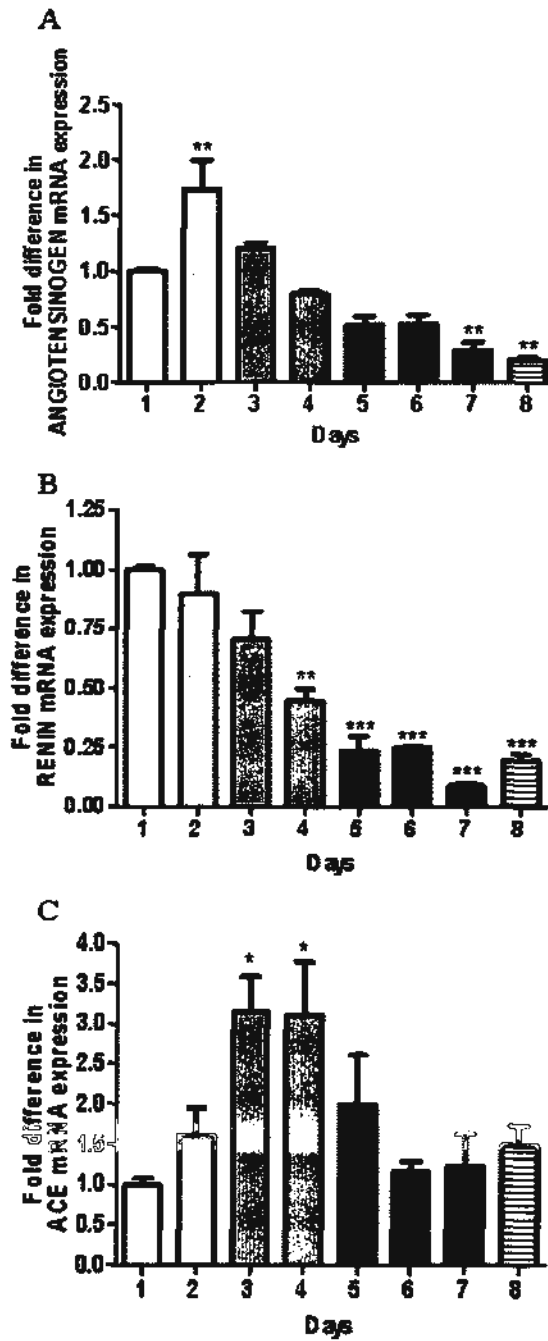 A
Fold difference in
ANGIOTENSINOGEN mRNA expression
2.5
2.0
1.5
1.0
0.5
0.0
**
**
**
1 2 3 4 5 6 7 8
Days
B
Fold difference in
RENIN mRNA expression
1.25
1.00
0.75
0.50
0.25
0.00
**
***
***
***
***
1 2 3 4 5 6 7 8
Days
C
Fold difference in
ACE mRNA expression
4.0
3.5
3.0
2.5
2.0
1.5
1.0
0.5
0.0
*
*
1 2 3 4 5 6 7 8
Days